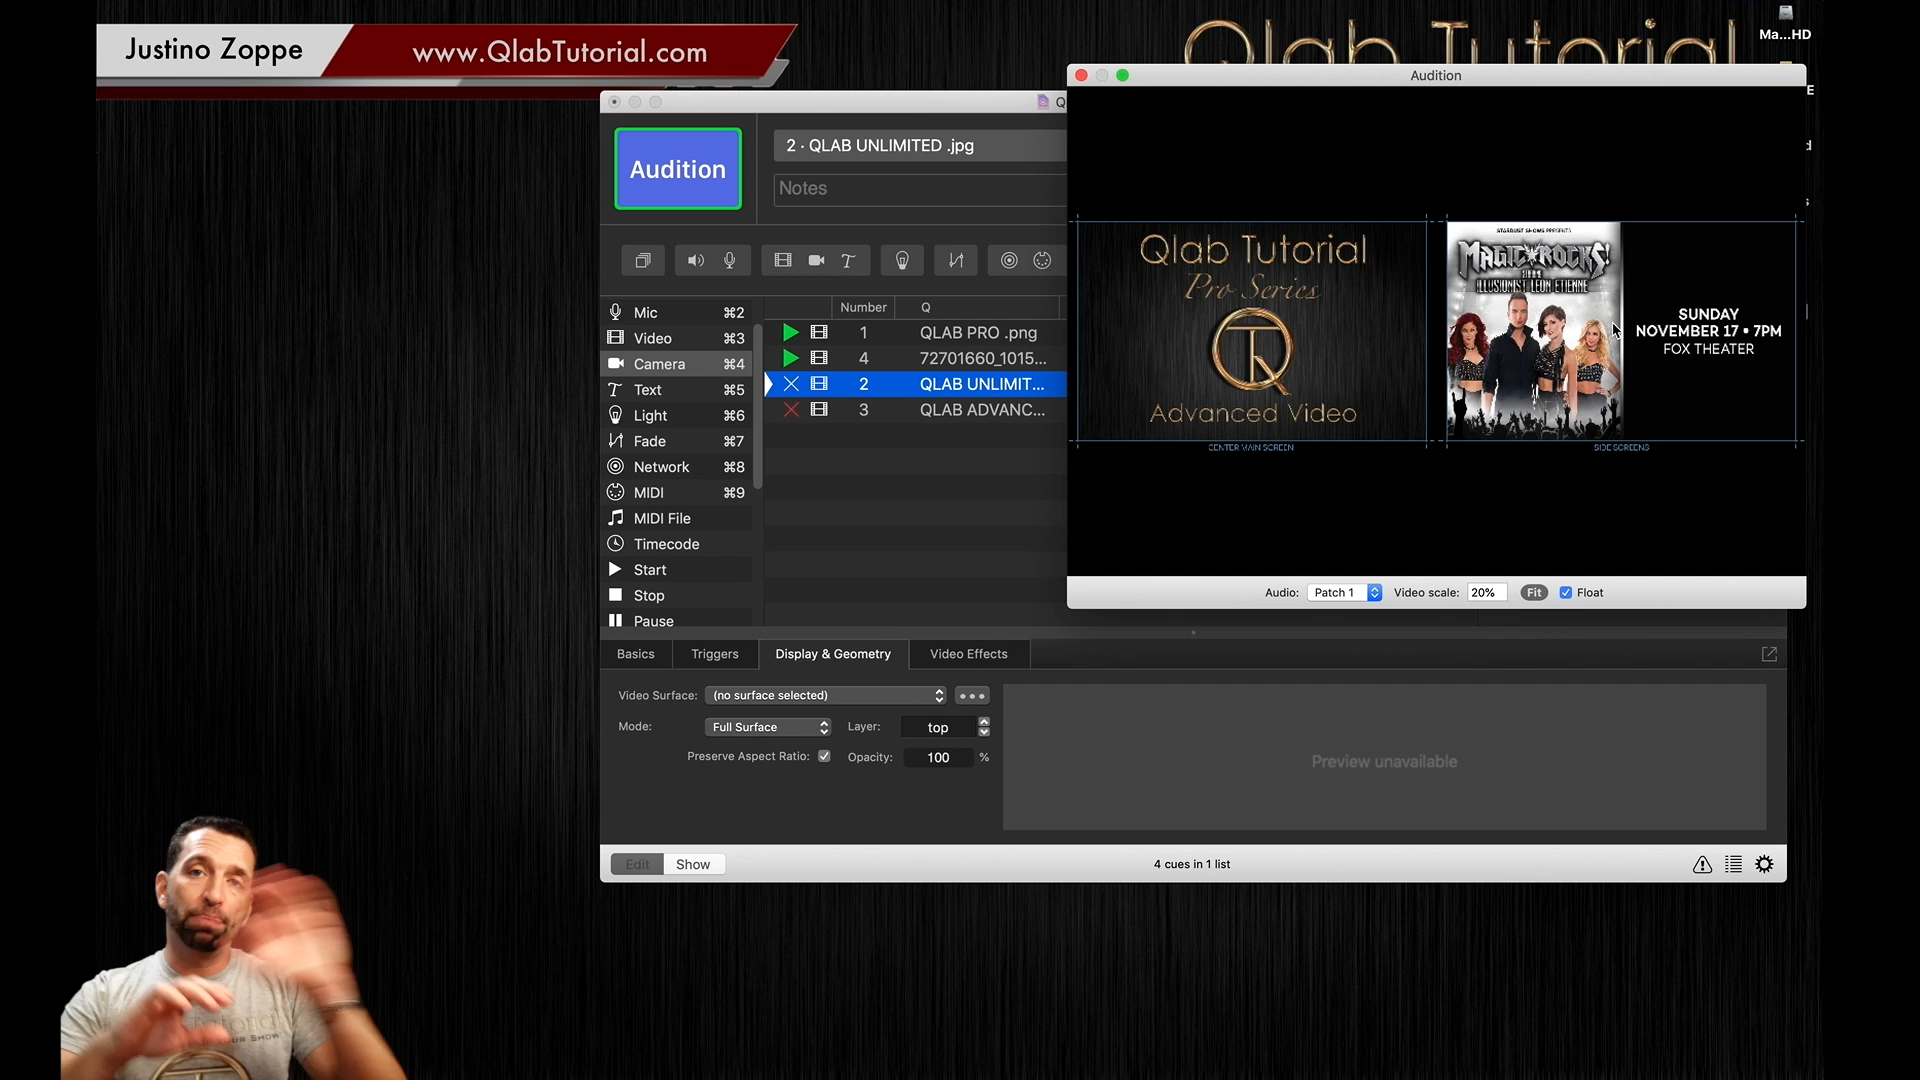 Justino Zoppe
www.QlabTutorial.com
Qlab Tutorial
Ma...HD
Audition
Audition
2 · QLAB UNLIMITED .jpg
Notes
Number
Q
Mic ⌘2
Video ⌘3
Camera ⌘4
Text ⌘5
Light ⌘6
Fade ⌘7
Network ⌘8
MIDI ⌘9
MIDI File
Timecode
Start
Stop
Pause
1 QLAB PRO .png
4 72701660_1015...
2 QLAB UNLIMIT...
3 QLAB ADVANC...
Qlab Tutorial
Pro Series
Advanced Video
CENTER MAIN SCREEN
STARDUST SHOWS PRESENTS
MAGIC ROCKS!
ILLUSIONIST LEON ETIENNE
SUNDAY
NOVEMBER 17 • 7PM
FOX THEATER
SIDE SCREENS
Audio: Patch 1 Video scale: 20% Fit Float
Basics Triggers Display & Geometry Video Effects
Video Surface: (no surface selected)
Mode: Full Surface Layer: top
Preserve Aspect Ratio: Opacity: 100 %
Preview unavailable
Edit Show
4 cues in 1 list